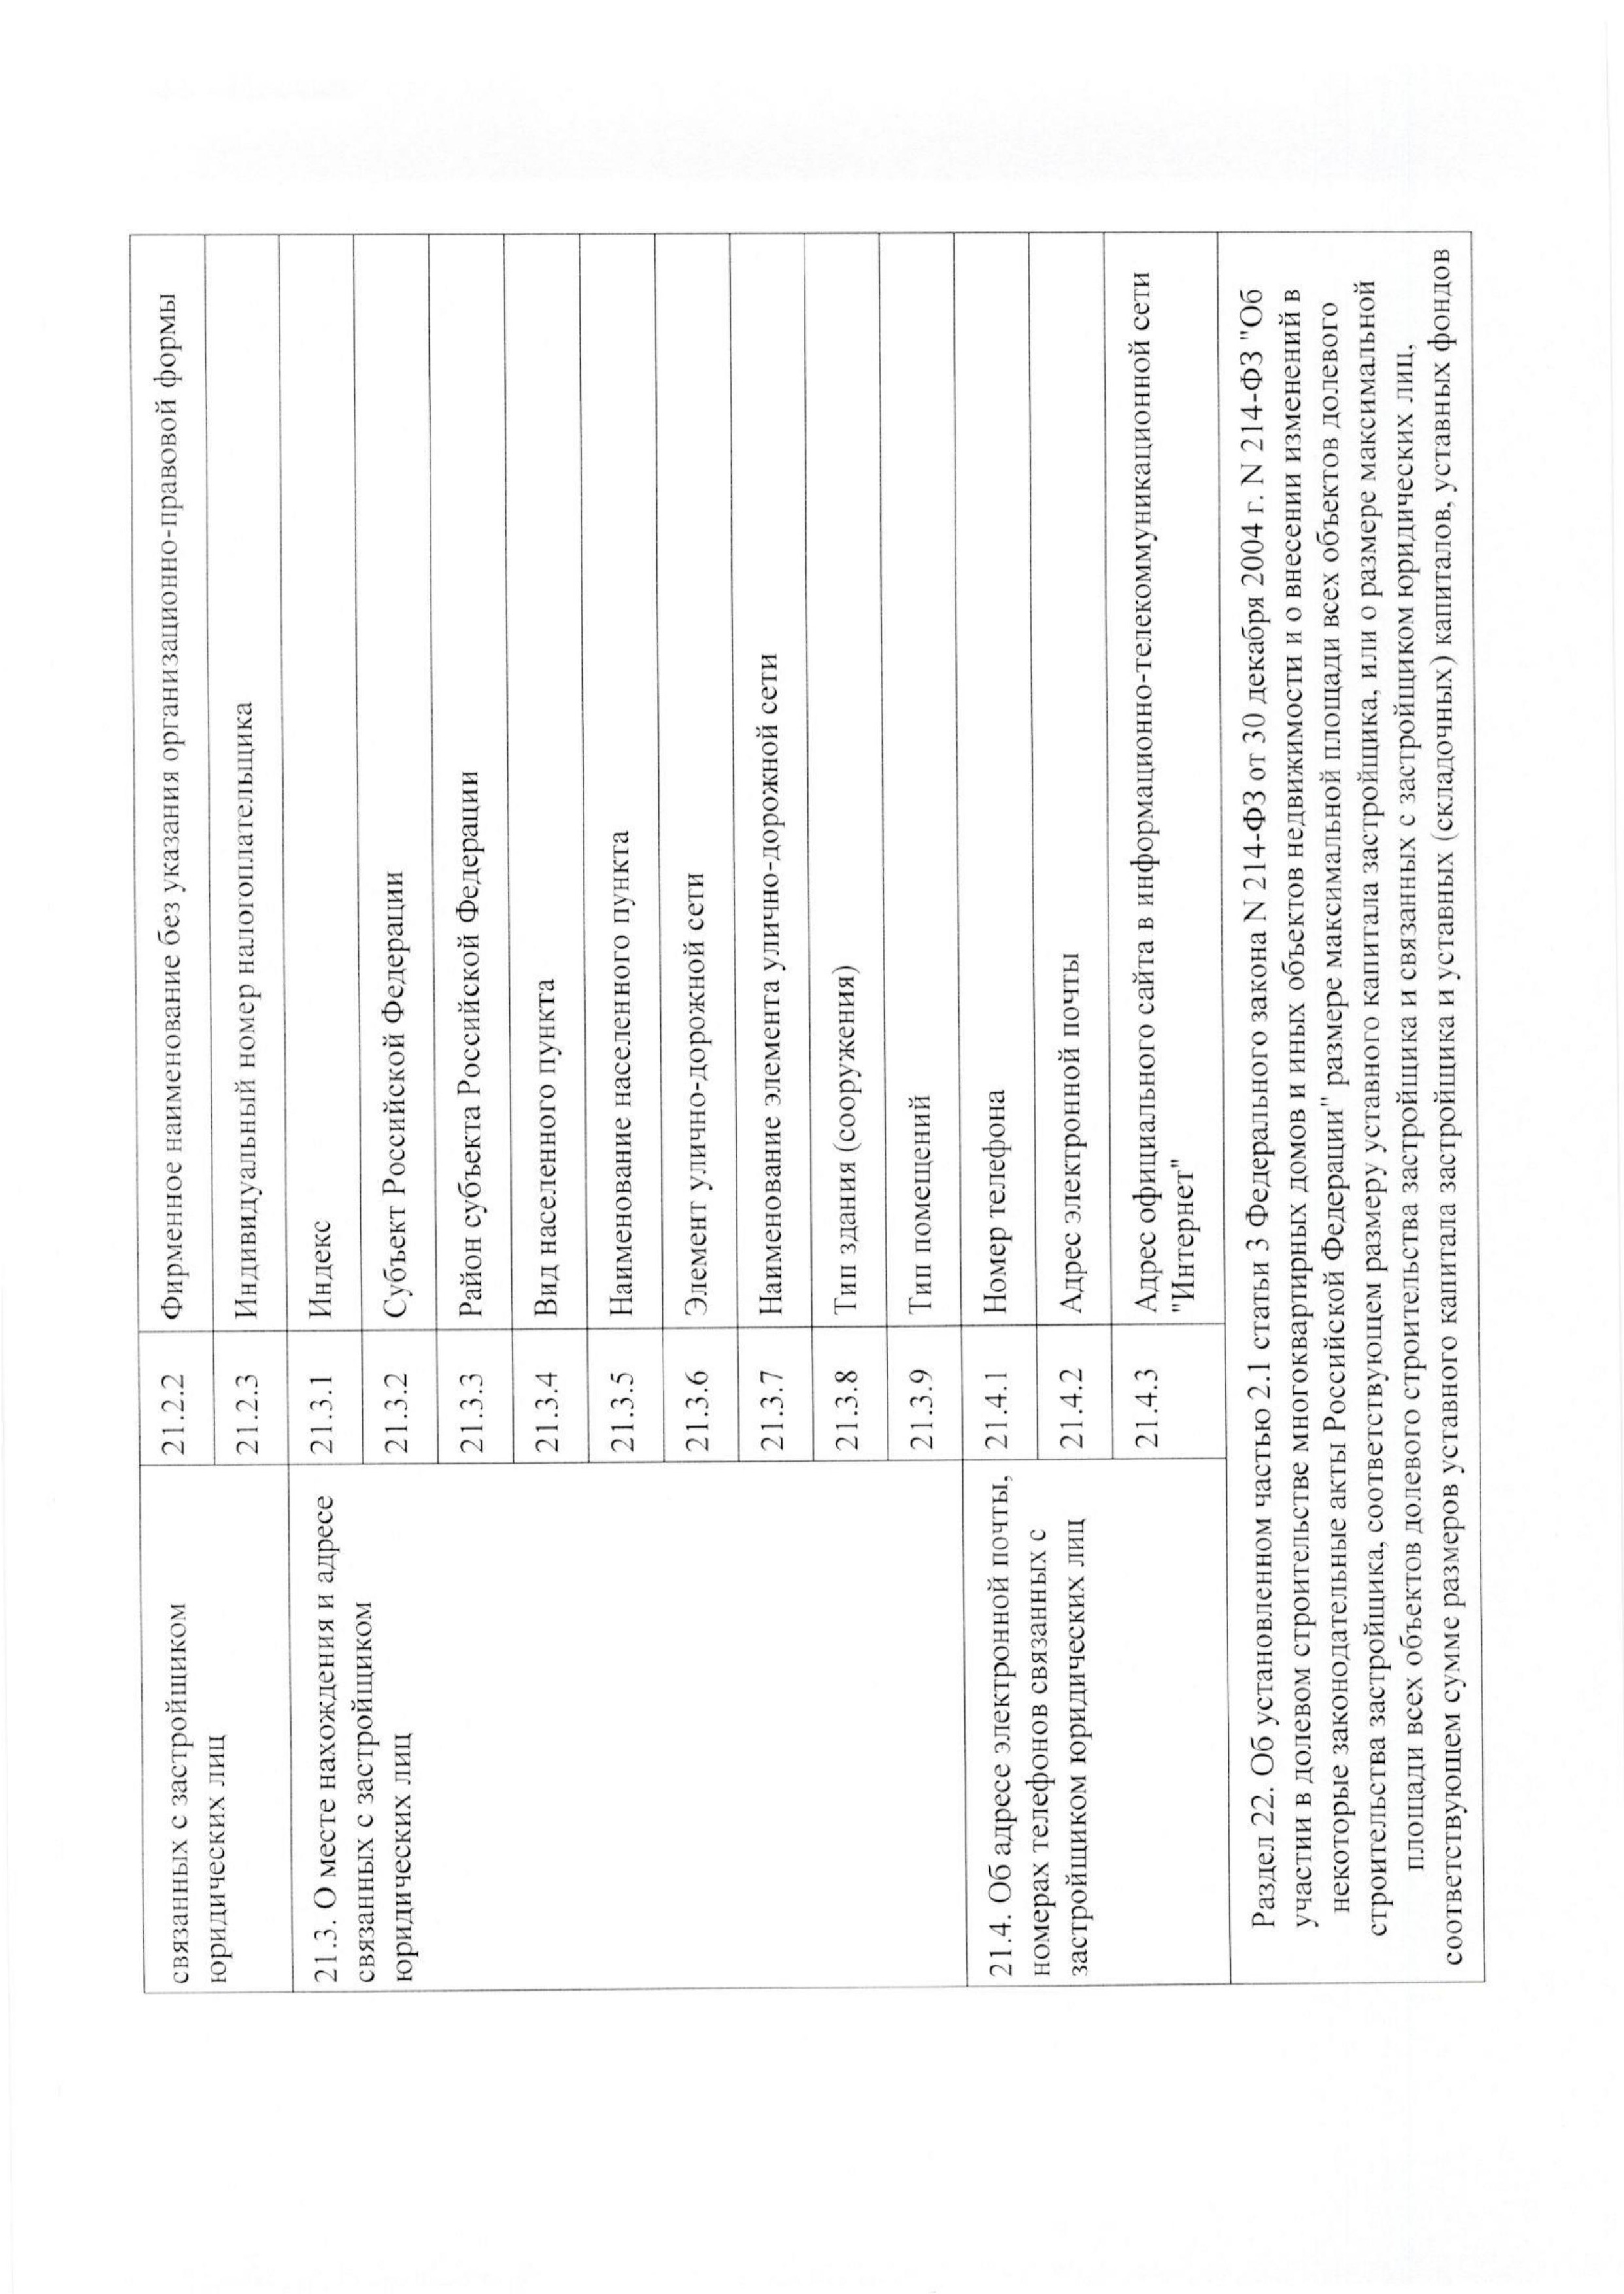 связанных с застройщиком
юридических лиц
21.2.2
Фирменное наименование без указания организационно-правовой формы
21.2.3
Индивидуальный номер налогоплательщика
21.3. О месте нахождения и адресе
связанных с застройщиком
юридических лиц
21.3.1
Индекс
21.3.2
Субъект Российской Федерации
21.3.3
Район субъекта Российской Федерации
21.3.4
Вид населенного пункта
21.3.5
Наименование населенного пункта
21.3.6
Элемент улично-дорожной сети
21.3.7
Наименование элемента улично-дорожной сети
21.3.8
Тип здания (сооружения)
21.3.9
Тип помещений
21.4. Об адресе электронной почты,
номерах телефонов связанных с
застройщиком юридических лиц
21.4.1
Номер телефона
21.4.2
Адрес электронной почты
21.4.3
Адрес официального сайта в информационно-телекоммуникационной сети
"Интернет"
Раздел 22. Об установленном частью 2.1 статьи 3 Федерального закона N 214-ФЗ от 30 декабря 2004 г. N 214-ФЗ "Об
участии в долевом строительстве многоквартирных домов и иных объектов недвижимости и о внесении изменений в
некоторые законодательные акты Российской Федерации" размере максимальной площади всех объектов долевого
строительства застройщика, соответствующем размеру уставного капитала застройщика, или о размере максимальной
площади всех объектов долевого строительства застройщика и связанных с застройщиком юридических лиц,
соответствующем сумме размеров уставного капитала застройщика и уставных (складочных) капиталов, уставных фондов